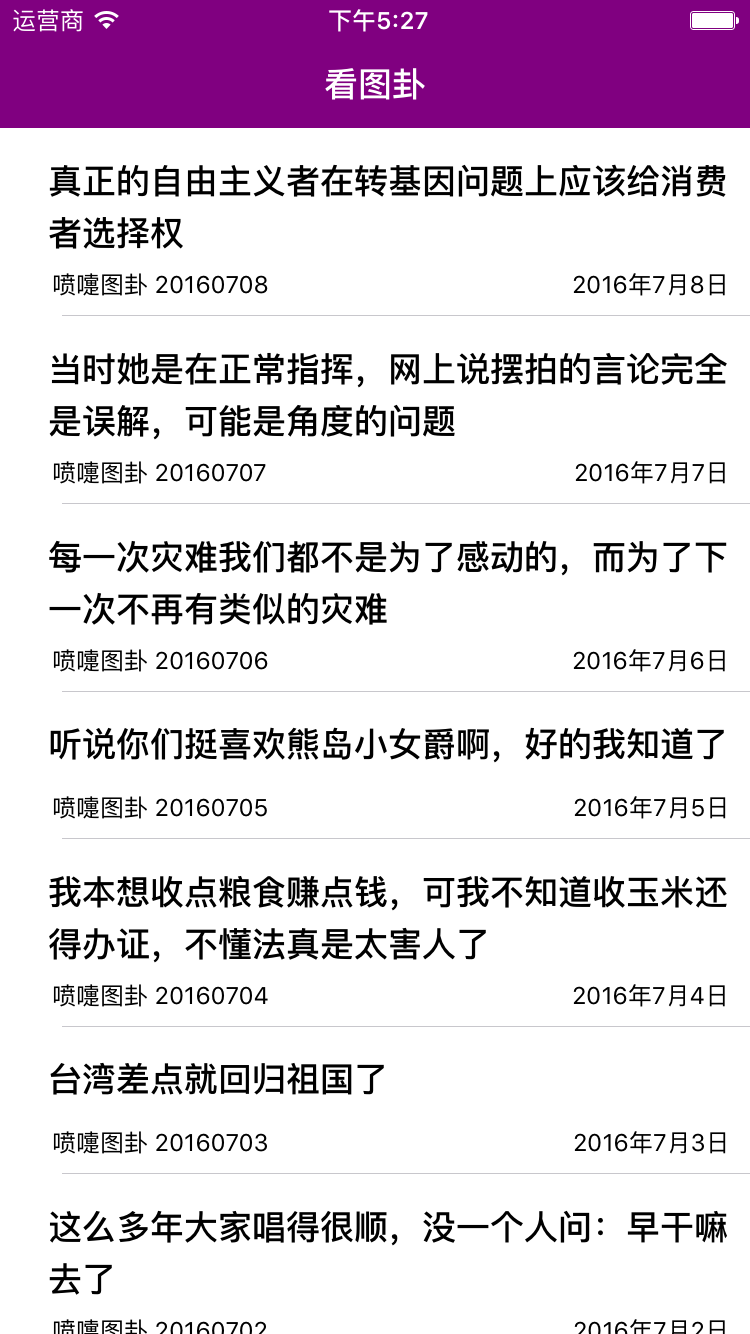 运营商 下午5:27
看图卦
真正的自由主义者在转基因问题上应该给消费
者选择权
喷嚏图卦 20160708 2016年7月8日
当时她是在正常指挥，网上说摆拍的言论完全
是误解，可能是角度的问题
喷嚏图卦 20160707 2016年7月7日
每一次灾难我们都不是为了感动的，而为了下
一次不再有类似的灾难
喷嚏图卦 20160706 2016年7月6日
听说你们挺喜欢熊岛小女爵啊，好的我知道了
喷嚏图卦 20160705 2016年7月5日
我本想收点粮食赚点钱，可我不知道收玉米还
得办证，不懂法真是太害人了
喷嚏图卦 20160704 2016年7月4日
台湾差点就回归祖国了
喷嚏图卦 20160703 2016年7月3日
这么多年大家唱得很顺，没一个人问：早干嘛
去了
喷嚏图卦 20160702 2016年7月2日